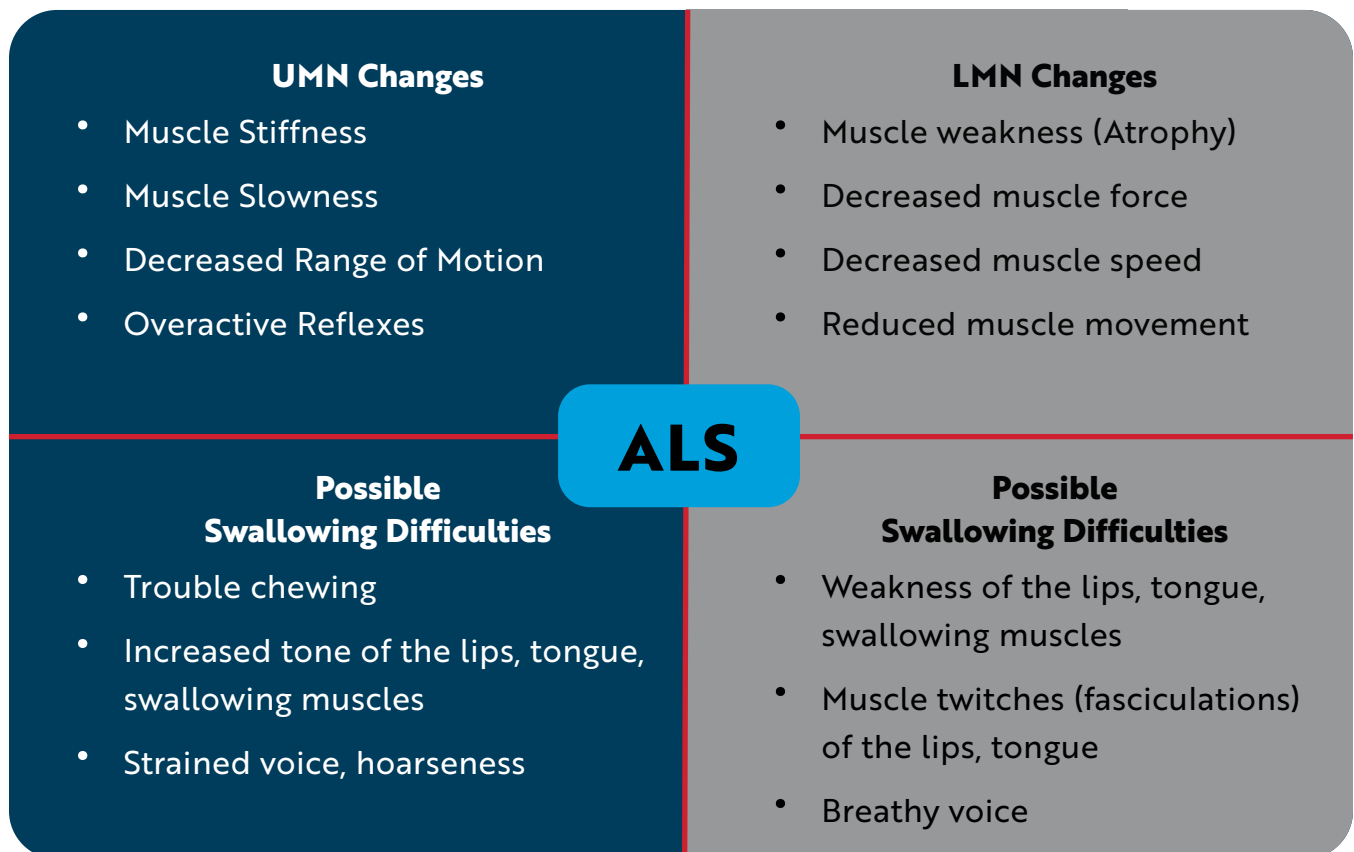 UMN Changes
• Muscle Stiffness
• Muscle Slowness
• Decreased Range of Motion
• Overactive Reflexes
LMN Changes
• Muscle weakness (Atrophy)
• Decreased muscle force
• Decreased muscle speed
• Reduced muscle movement
ALS
Possible
Swallowing Difficulties
• Trouble chewing
• Increased tone of the lips, tongue,
swallowing muscles
• Strained voice, hoarseness
Possible
Swallowing Difficulties
• Weakness of the lips, tongue,
swallowing muscles
• Muscle twitches (fasciculations)
of the lips, tongue
• Breathy voice